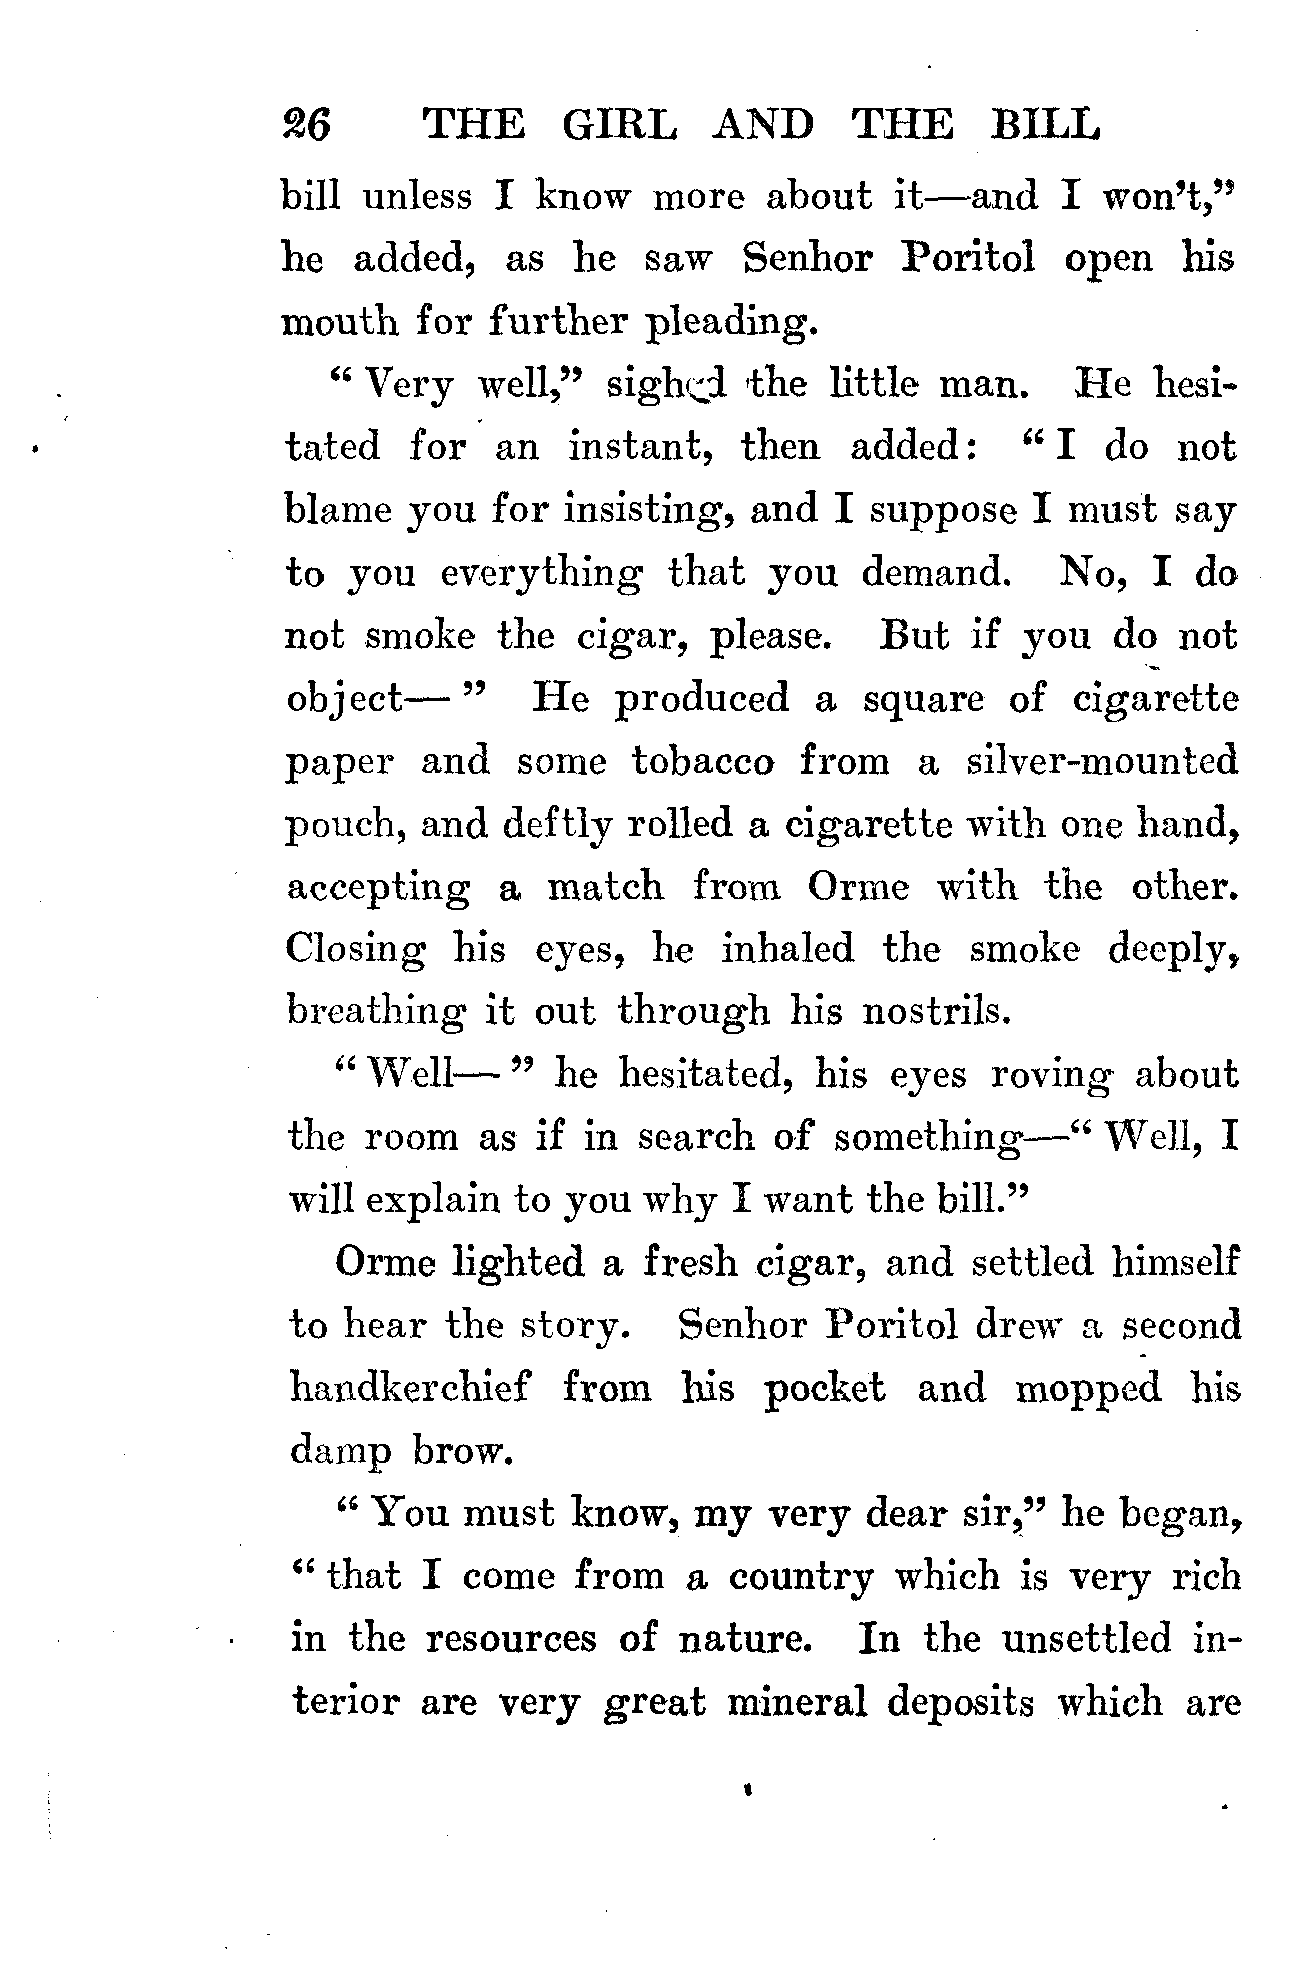 26 THE GIRL AND THE BILL
bill unless I know more about it—and I won't,"
he added, as he saw Senhor Poritol open his
mouth for further pleading.
" Very well," sighed the little man. He hesi-
tated for an instant, then added: " I do not
blame you for insisting, and I suppose I must say
to you everything that you demand. No, I do
not smoke the cigar, please. But if you do not
object— " He produced a square of cigarette
paper and some tobacco from a silver-mounted
pouch, and deftly rolled a cigarette with one hand,
accepting a match from Orme with the other.
Closing his eyes, he inhaled the smoke deeply,
breathing it out through his nostrils.
" Well— " he hesitated, his eyes roving about
the room as if in search of something—" Well, I
will explain to you why I want the bill."
Orme lighted a fresh cigar, and settled himself
to hear the story. Senhor Poritol drew a second
handkerchief from his pocket and mopped his
damp brow.
" You must know, my very dear sir," he began,
" that I come from a country which is very rich
in the resources of nature. In the unsettled in-
terior are very great mineral deposits which are